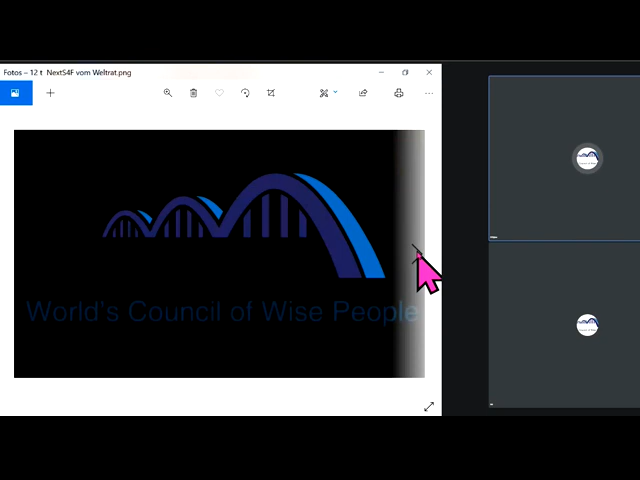 Fotos – 12 t NextS4F vom Weltrat.png
World's Council of Wise People